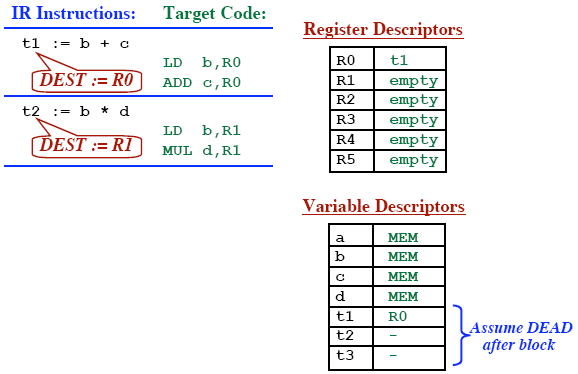 IR Instructions: Target Code:
t1 := b + c
DEST := R0
LD b,R0
ADD c,R0
t2 := b * d
DEST := R1
LD b,R1
MUL d,R1
Register Descriptors
R0 t1
R1 empty
R2 empty
R3 empty
R4 empty
R5 empty
Variable Descriptors
a MEM
b MEM
c MEM
d MEM
t1 R0
t2 -
t3 -
Assume DEAD
after block